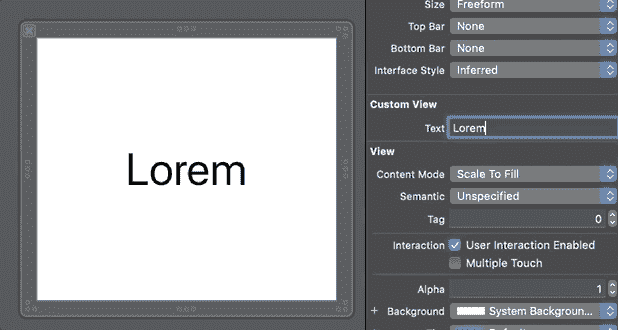 Size Freeform
Top Bar None
Bottom Bar None
Interface Style Inferred
Custom View
Text Lorem
Lorem
View
Content Mode Scale To Fill
Semantic Unspecified
Tag 0
Interaction User Interaction Enabled
Multiple Touch
Alpha 1
+ Background System Backgroun...